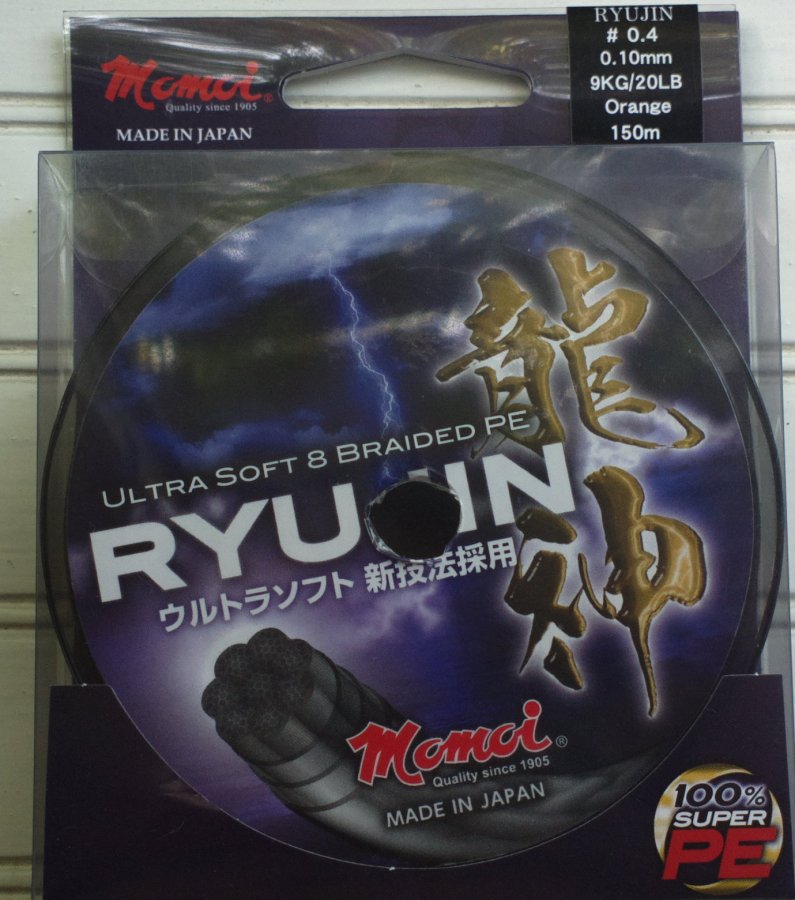 Momoi®
Quality since 1905
MADE IN JAPAN
RYUJIN
# 0.4
0.10mm
9KG/20LB
Orange
150m
龍神
ULTRA SOFT 8 BRAIDED PE
RYUJIN
ウルトラソフト 新技法採用
Momoi®
Quality since 1905
MADE IN JAPAN
100%
SUPER
PE